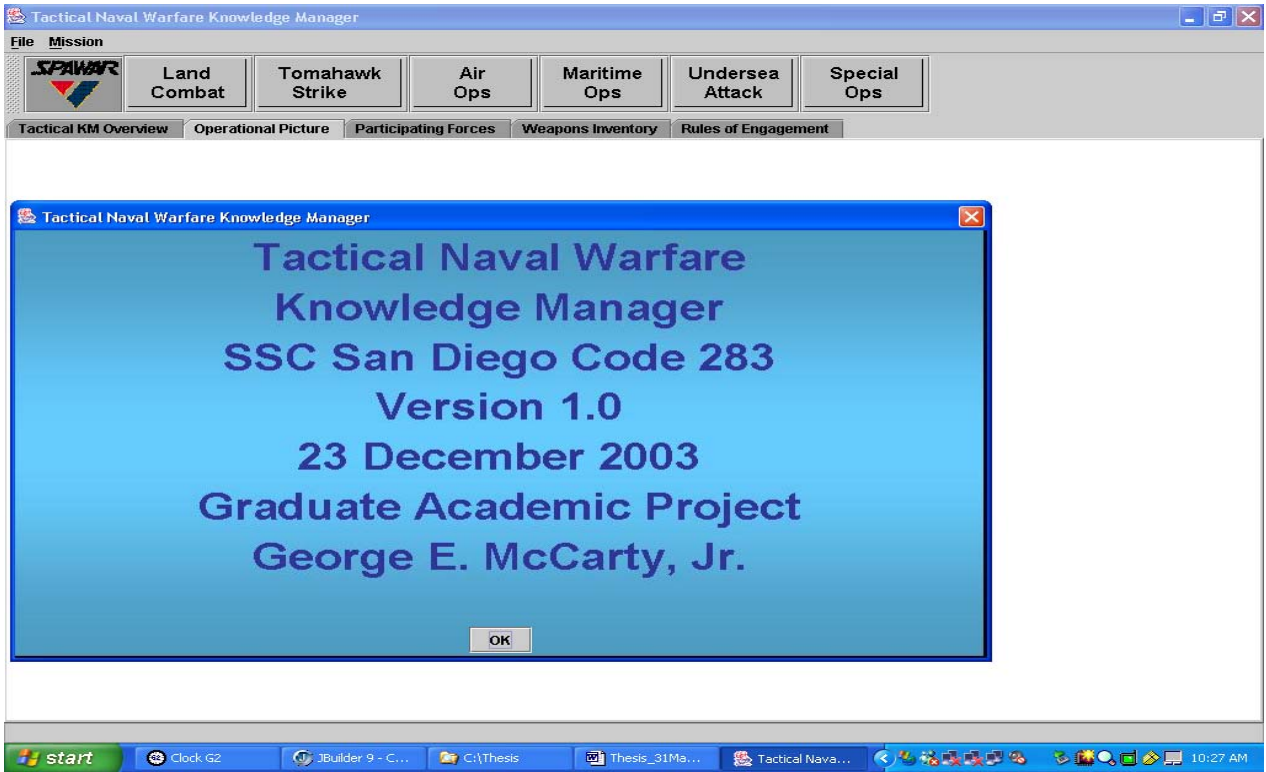 Tactical Naval Warfare Knowledge Manager
File Mission
SPAWAR
Land
Combat
Tomahawk
Strike
Air
Ops
Maritime
Ops
Undersea
Attack
Special
Ops
Tactical KM Overview Operational Picture Participating Forces Weapons Inventory Rules of Engagement
Tactical Naval Warfare Knowledge Manager
Tactical Naval Warfare
Knowledge Manager
SSC San Diego Code 283
Version 1.0
23 December 2003
Graduate Academic Project
George E. McCarty, Jr.
OK
start Clock G2 JBuilder 9 - C... C:\Thesis Thesis_31Ma... Tactical Nava... 10:27 AM